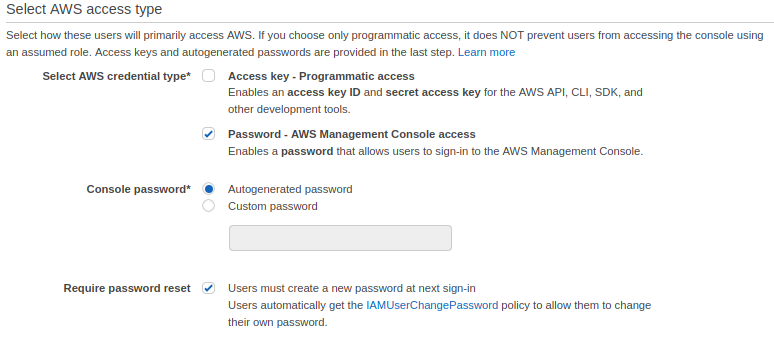 Select AWS access type
Select how these users will primarily access AWS. If you choose only programmatic access, it does NOT prevent users from accessing the console using
an assumed role. Access keys and autogenerated passwords are provided in the last step. Learn more
Select AWS credential type* Access key - Programmatic access
Enables an access key ID and secret access key for the AWS API, CLI, SDK, and
other development tools.
Password - AWS Management Console access
Enables a password that allows users to sign-in to the AWS Management Console.
Console password* Autogenerated password
Custom password
Require password reset Users must create a new password at next sign-in
Users automatically get the IAMUserChangePassword policy to allow them to change
their own password.